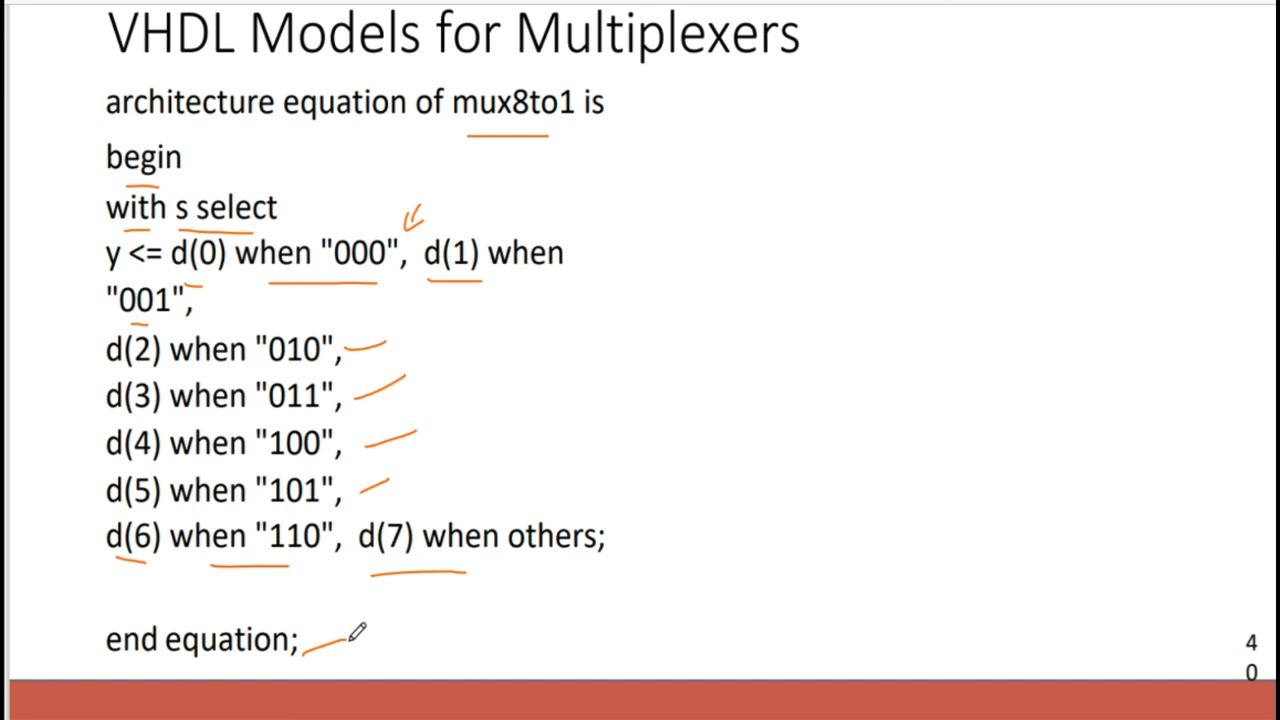 VHDL Models for Multiplexers
architecture equation of mux8to1 is
begin
with s select
y <= d(0) when "000", d(1) when
"001",
d(2) when "010",
d(3) when "011",
d(4) when "100",
d(5) when "101",
d(6) when "110", d(7) when others;
end equation;
4
0